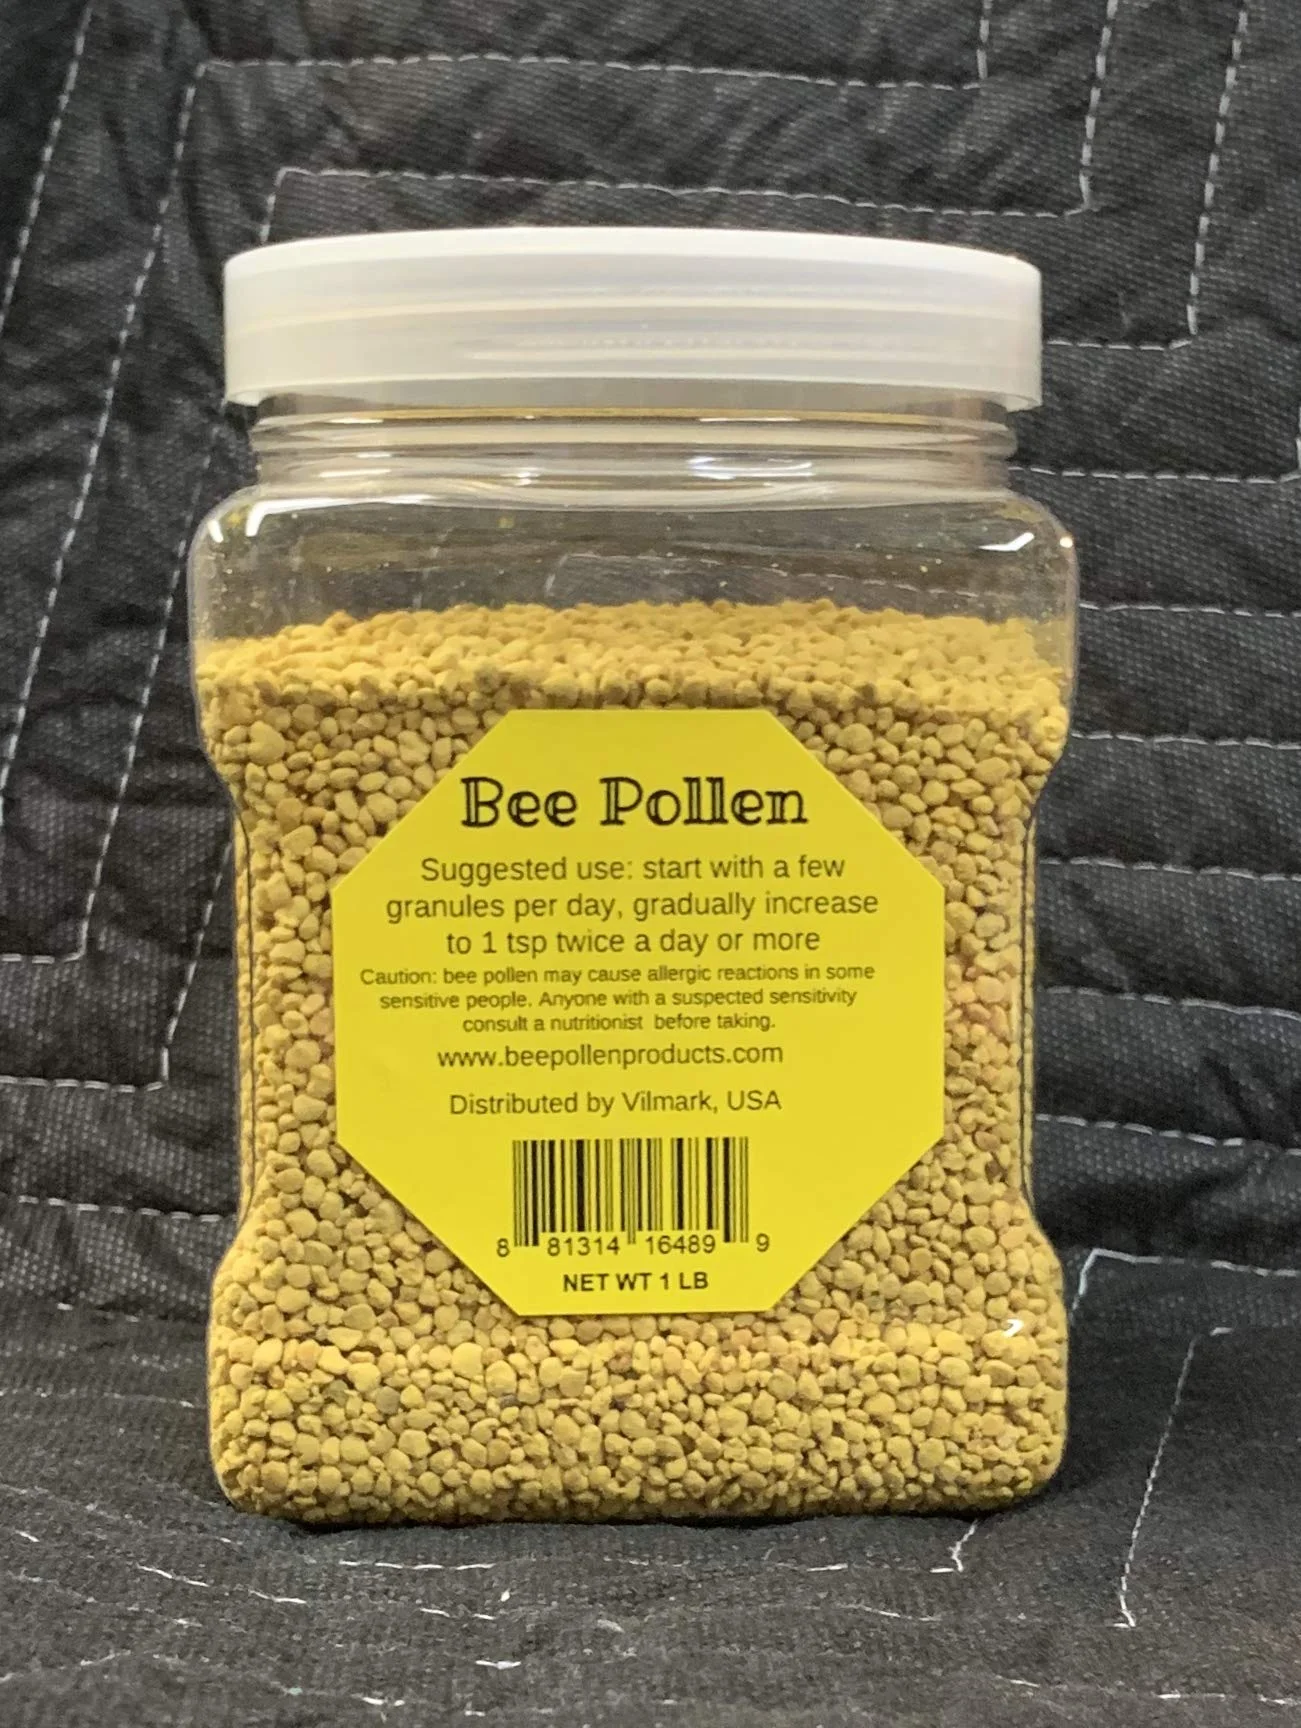 Bee Pollen
Suggested use: start with a few
granules per day, gradually increase
to 1 tsp twice a day or more
Caution: bee pollen may cause allergic reactions in some
sensitive people. Anyone with a suspected sensitivity
consult a nutritionist before taking.
www.beepollenproducts.com
Distributed by Vilmark, USA
8 81314 16489 9
NET WT 1 LB